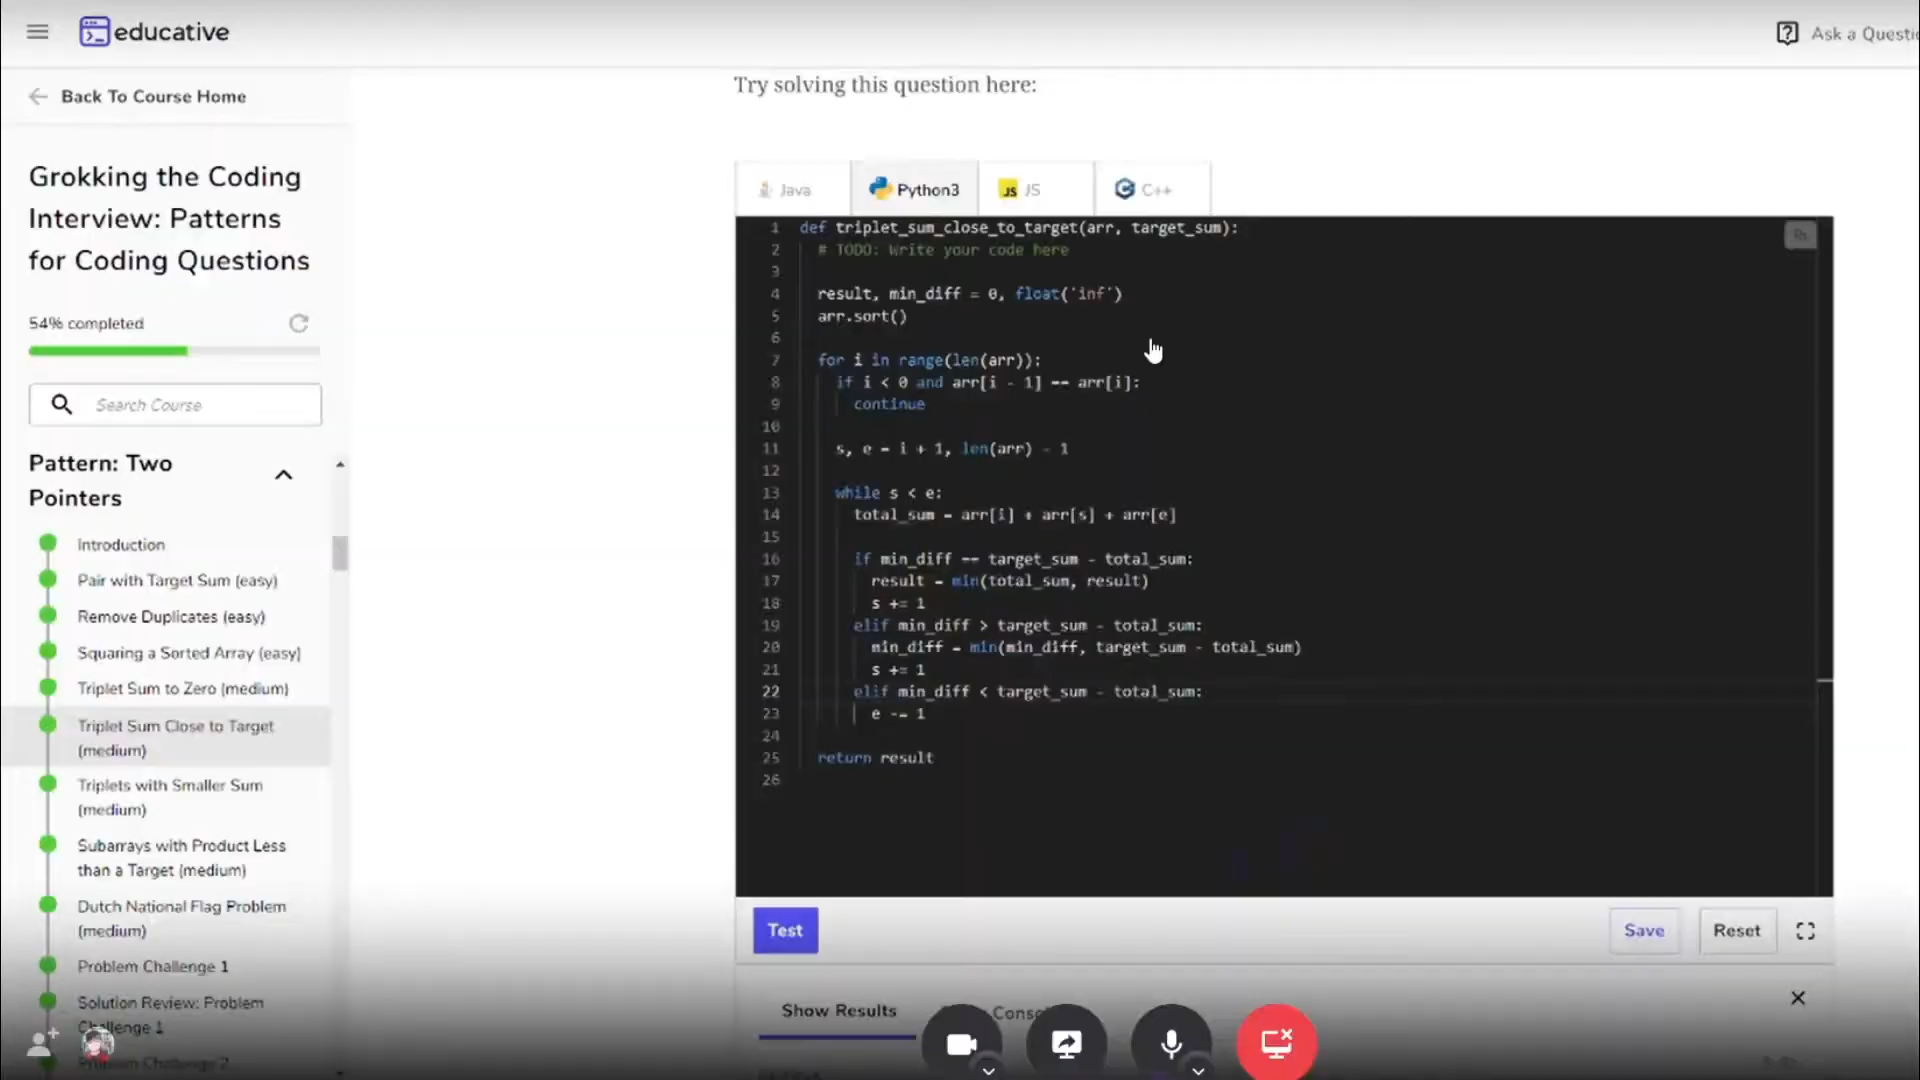 educative
Ask a Questio
Back To Course Home
Grokking the Coding
Interview: Patterns
for Coding Questions
54% completed
Search Course
Pattern: Two
Pointers
Introduction
Pair with Target Sum (easy)
Remove Duplicates (easy)
Squaring a Sorted Array (easy)
Triplet Sum to Zero (medium)
Triplet Sum Close to Target
(medium)
Triplets with Smaller Sum
(medium)
Subarrays with Product Less
than a Target (medium)
Dutch National Flag Problem
(medium)
Problem Challenge 1
Solution Review: Problem
Challenge 1
Problem Challenge 2
Try solving this question here:
Java
Python3
JS JS
C++
1 def triplet_sum_close_to_target(arr, target_sum):
2 # TODO: Write your code here
3
4 result, min_diff = 0, float('inf')
5 arr.sort()
6
7 for i in range(len(arr)):
8 if i < 0 and arr[i - 1] == arr[i]:
9 continue
10
11 s, e = i + 1, len(arr) - 1
12
13 while s < e:
14 total_sum = arr[i] + arr[s] + arr[e]
15
16 if min_diff == target_sum - total_sum:
17 result = min(total_sum, result)
18 s += 1
19 elif min_diff > target_sum - total_sum:
20 min_diff = min(min_diff, target_sum - total_sum)
21 s += 1
22 elif min_diff < target_sum - total_sum:
23 e -= 1
24
25 return result
26
Test
Save
Reset
Show Results
Conso